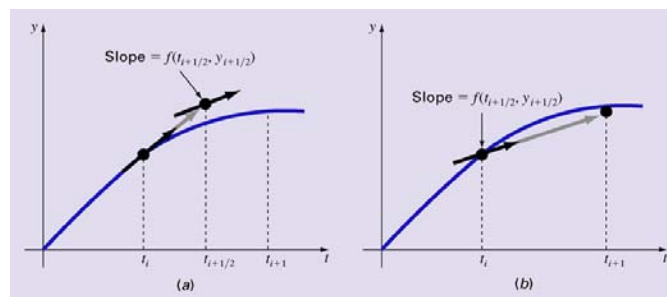 y
Slope = f(t_{i+1/2}, y_{i+1/2})
t_i
t_{i+1/2}
t_{i+1}
t
(a)
y
Slope = f(t_{i+1/2}, y_{i+1/2})
t_i
t_{i+1}
t
(b)